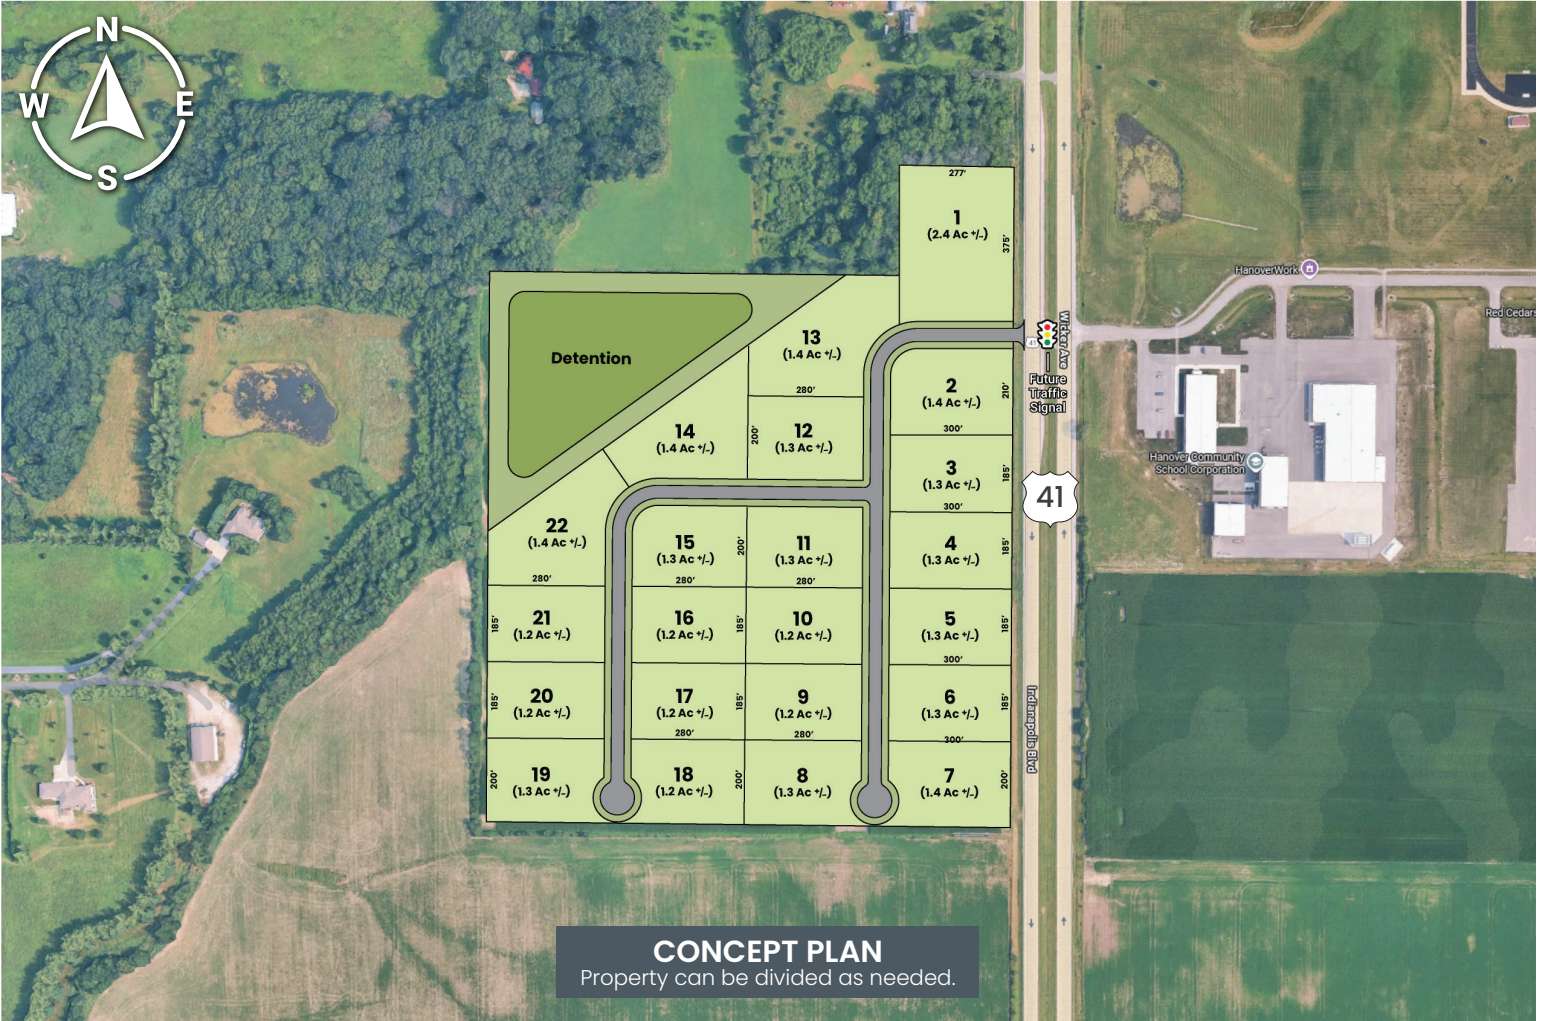 N
W
E
S
277'
1
(2.4 Ac +/-)
375'
HanoverWork
Red Cedars
Detention
13
(1.4 Ac +/-)
280'
41
Wicker Ave
Future
Traffic
Signal
2
(1.4 Ac +/-)
210'
300'
14
(1.4 Ac +/-)
200'
12
(1.3 Ac +/-)
3
(1.3 Ac +/-)
185'
300'
Hanover Community
School Corporation
41
22
(1.4 Ac +/-)
280'
15
(1.3 Ac +/-)
280'
200'
11
(1.3 Ac +/-)
280'
4
(1.3 Ac +/-)
185'
21
(1.2 Ac +/-)
185'
16
(1.2 Ac +/-)
185'
10
(1.2 Ac +/-)
5
(1.3 Ac +/-)
185'
300'
20
(1.2 Ac +/-)
185'
17
(1.2 Ac +/-)
280'
185'
9
(1.2 Ac +/-)
280'
6
(1.3 Ac +/-)
185'
300'
Indianapolis Blvd
19
(1.3 Ac +/-)
200'
18
(1.2 Ac +/-)
200'
8
(1.3 Ac +/-)
7
(1.4 Ac +/-)
200'
CONCEPT PLAN
Property can be divided as needed.